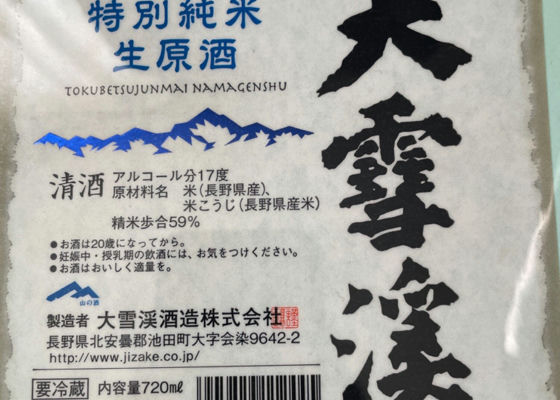 大雪渓
特別純米
生原酒
TOKUBETSUJUNMAI NAMAGENSHU
清酒
アルコール分17度
原材料名 米(長野県産)、
米こうじ(長野県産米)
精米歩合59%
●お酒は20歳になってから。
●妊娠中・授乳期の飲酒には、お気をつけください。
●お酒はおいしく適量を。
山の酒
製造者 大雪渓酒造株式会社
長野県北安曇郡池田町大字会染9642-2
http://www.jizake.co.jp/
要冷蔵 内容量720mℓ